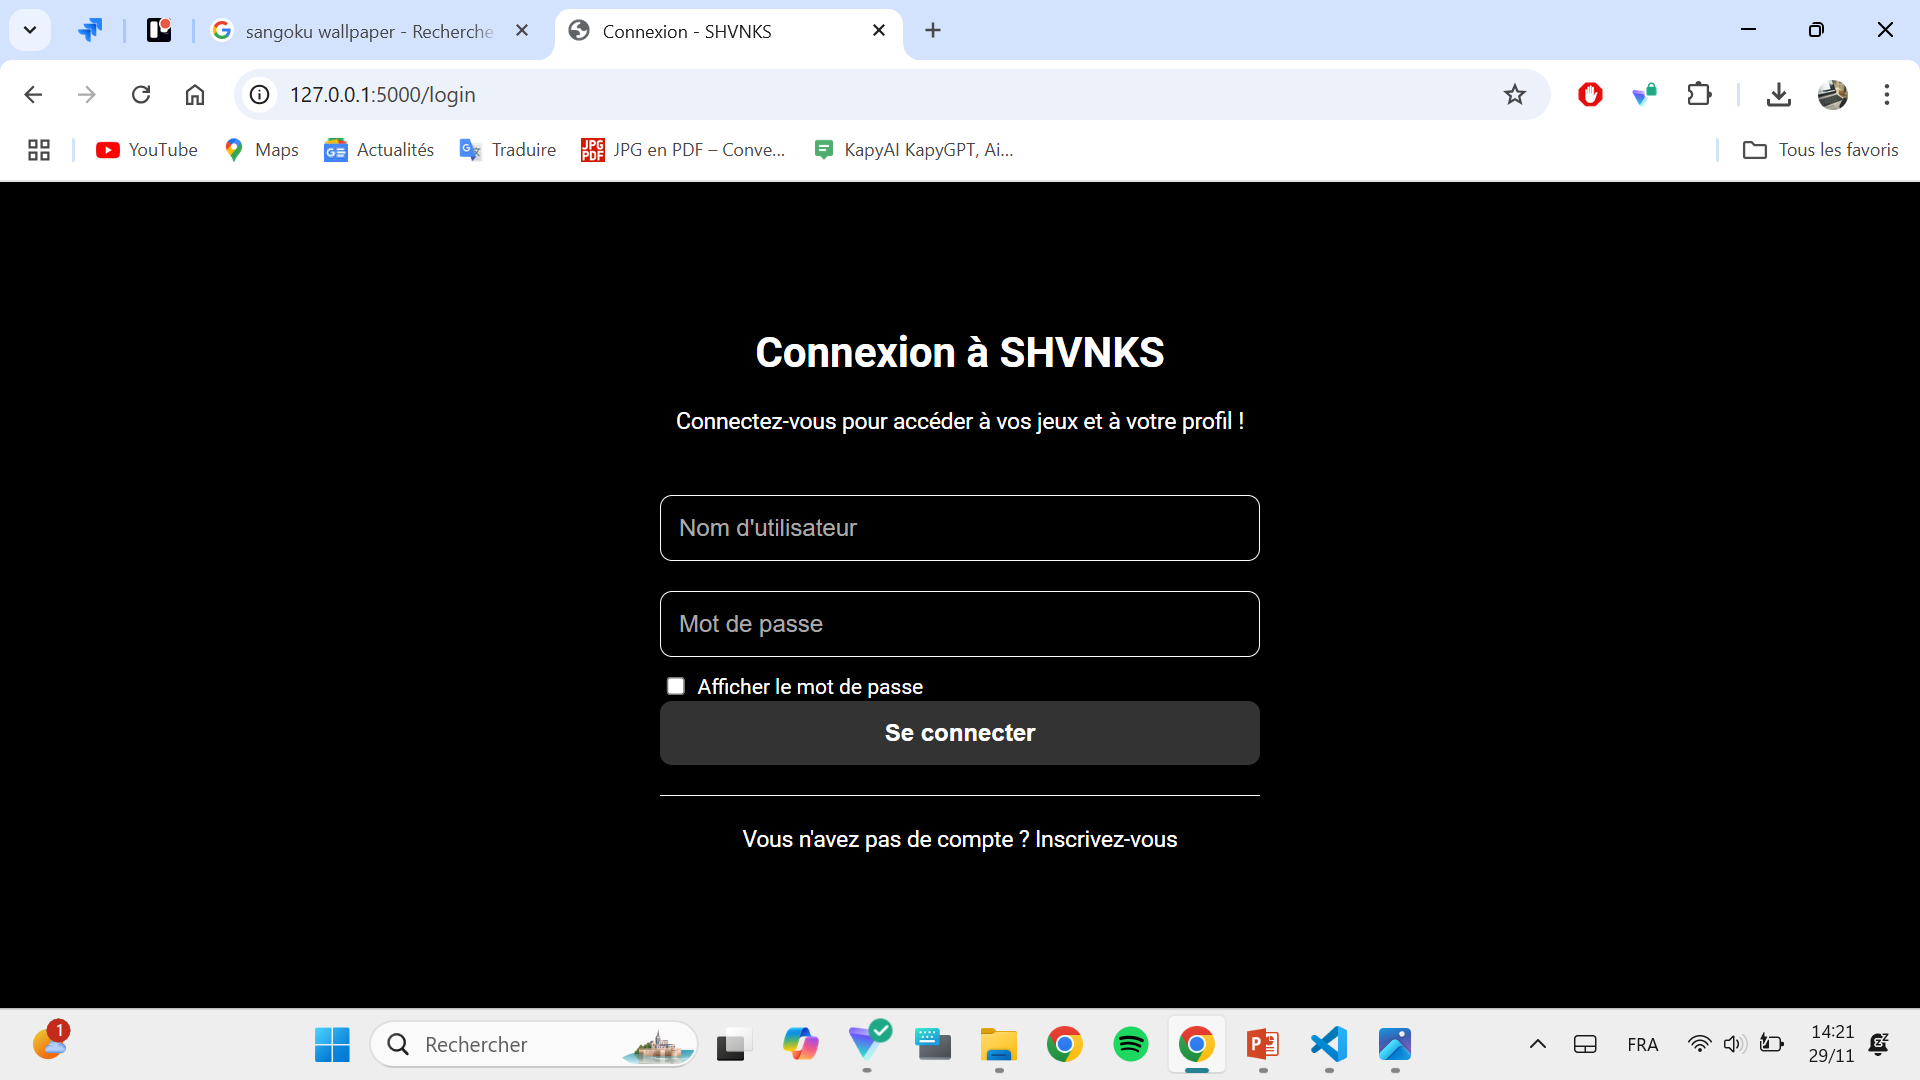 sangoku wallpaper - Recherche
Connexion - SHVNKS
127.0.0.1:5000/login
YouTube
Maps
Actualités
Traduire
JPG en PDF – Conve...
KapyAI KapyGPT, Ai...
Tous les favoris
Connexion à SHVNKS
Connectez-vous pour accéder à vos jeux et à votre profil !
Nom d'utilisateur
Mot de passe
Afficher le mot de passe
Se connecter
Vous n'avez pas de compte ? Inscrivez-vous
1
Rechercher
FRA
14:21
29/11